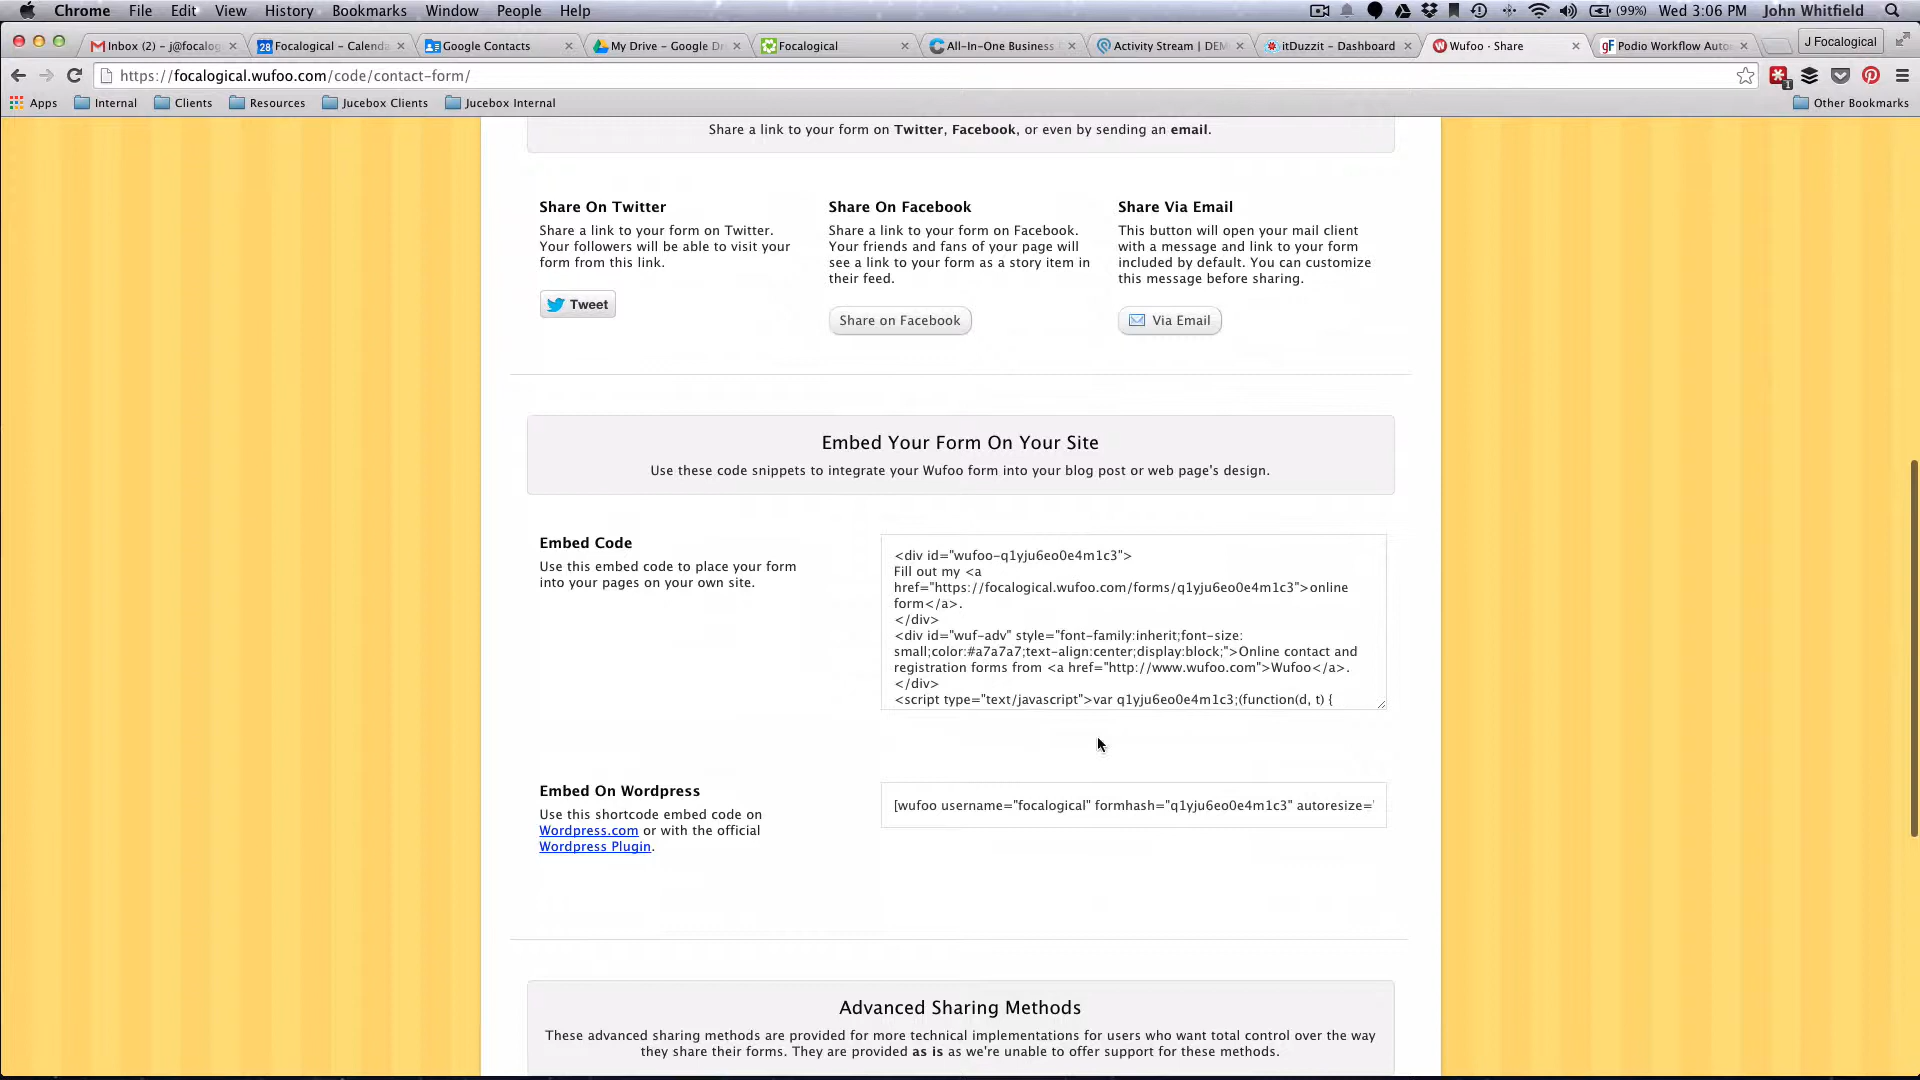 Chrome File Edit View History Bookmarks Window People Help (99%) Wed 3:06 PM John Whitfield
Inbox (2) – j@focalog Focalogical – Calenda Google Contacts My Drive – Google Dr Focalogical All-In-One Business Activity Stream | DEM itDuzzit – Dashboard Wufoo · Share Podio Workflow Auto J Focalogical
https://focalogical.wufoo.com/code/contact-form/
Apps Internal Clients Resources Jucebox Clients Jucebox Internal Other Bookmarks
Share a link to your form on Twitter, Facebook, or even by sending an email.
Share On Twitter
Share a link to your form on Twitter.
Your followers will be able to visit your
form from this link.
Tweet
Share On Facebook
Share a link to your form on Facebook.
Your friends and fans of your page will
see a link to your form as a story item in
their feed.
Share on Facebook
Share Via Email
This button will open your mail client
with a message and link to your form
included by default. You can customize
this message before sharing.
Via Email
Embed Your Form On Your Site
Use these code snippets to integrate your Wufoo form into your blog post or web page's design.
Embed Code
Use this embed code to place your form
into your pages on your own site.
<div id="wufoo-q1yju6eo0e4m1c3">
Fill out my <a
href="https://focalogical.wufoo.com/forms/q1yju6eo0e4m1c3">online
form</a>.
</div>
<div id="wuf-adv" style="font-family:inherit;font-size:
small;color:#a7a7a7;text-align:center;display:block;">Online contact and
registration forms from <a href="http://www.wufoo.com">Wufoo</a>.
</div>
<script type="text/javascript">var q1yju6eo0e4m1c3;(function(d, t) {
Embed On Wordpress
Use this shortcode embed code on
Wordpress.com or with the official
Wordpress Plugin.
[wufoo username="focalogical" formhash="q1yju6eo0e4m1c3" autoresize="
Advanced Sharing Methods
These advanced sharing methods are provided for more technical implementations for users who want total control over the way
they share their forms. They are provided as is as we're unable to offer support for these methods.